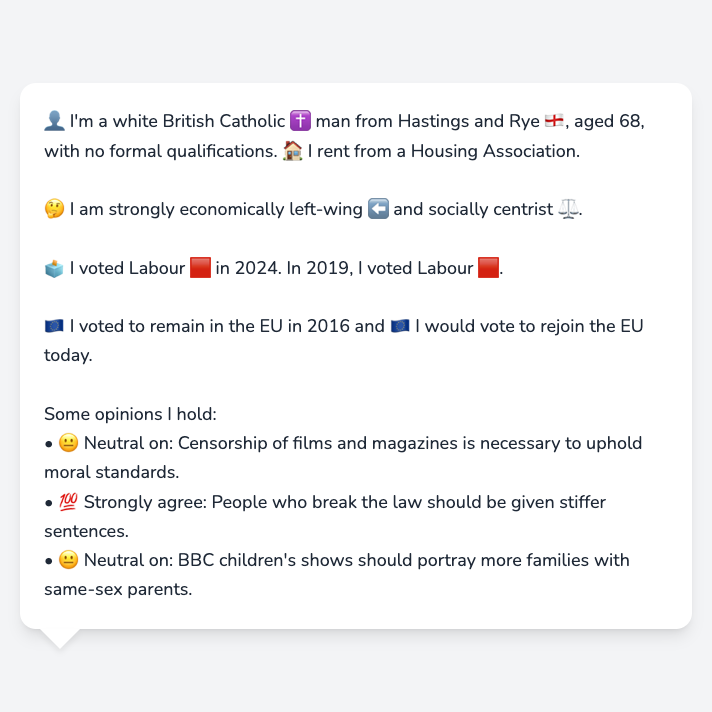 👤 I'm a white British Catholic ✝️ man from Hastings and Rye 🏴󠁧󠁢󠁥󠁮󠁧󠁿, aged 68,
with no formal qualifications. 🏠 I rent from a Housing Association.
🤔 I am strongly economically left-wing ⬅️ and socially centrist ⚖️.
🗳️ I voted Labour 🟥 in 2024. In 2019, I voted Labour 🟥.
🇪🇺 I voted to remain in the EU in 2016 and 🇪🇺 I would vote to rejoin the EU
today.
Some opinions I hold:
• 😐 Neutral on: Censorship of films and magazines is necessary to uphold
moral standards.
• 💯 Strongly agree: People who break the law should be given stiffer
sentences.
• 😐 Neutral on: BBC children's shows should portray more families with
same-sex parents.